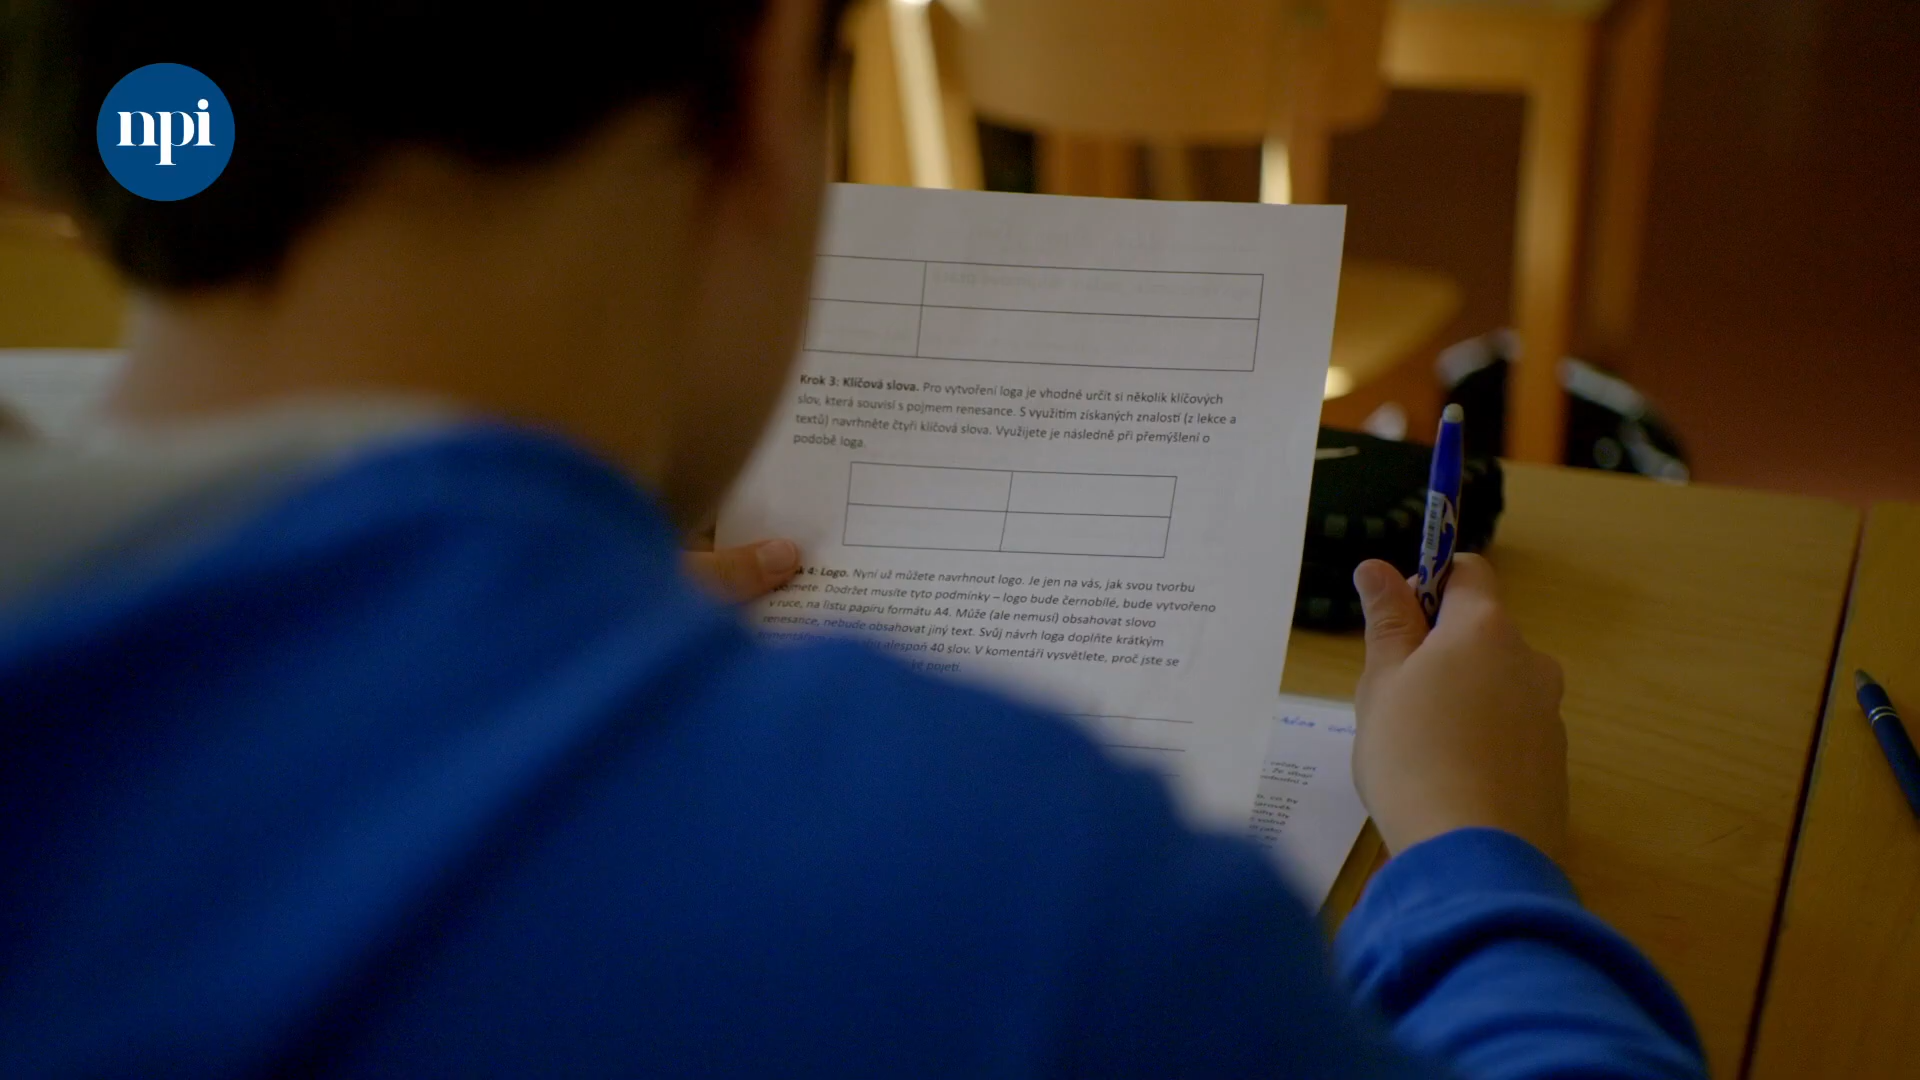 npi
Krok 3: Klíčová slova. Pro vytvoření loga je vhodné určit si několik klíčových
slov, která souvisí s pojmem renesance. S využitím získaných znalostí (z lekce a
textů) navrhněte čtyři klíčová slova. Využijete je následně při přemýšlení o
podobě loga.
4: Logo. Nyní už můžete navrhnout logo. Je jen na vás, jak svou tvorbu
Dodržet musíte tyto podmínky – logo bude černobílé, bude vytvořeno
v ruce, na listu papíru formátu A4. Může (ale nemusí) obsahovat slovo
renesance, nebude obsahovat jiný text. Svůj návrh loga doplňte krátkým
alespoň 40 slov. V komentáři vysvětlete, proč jste se
pojetí.